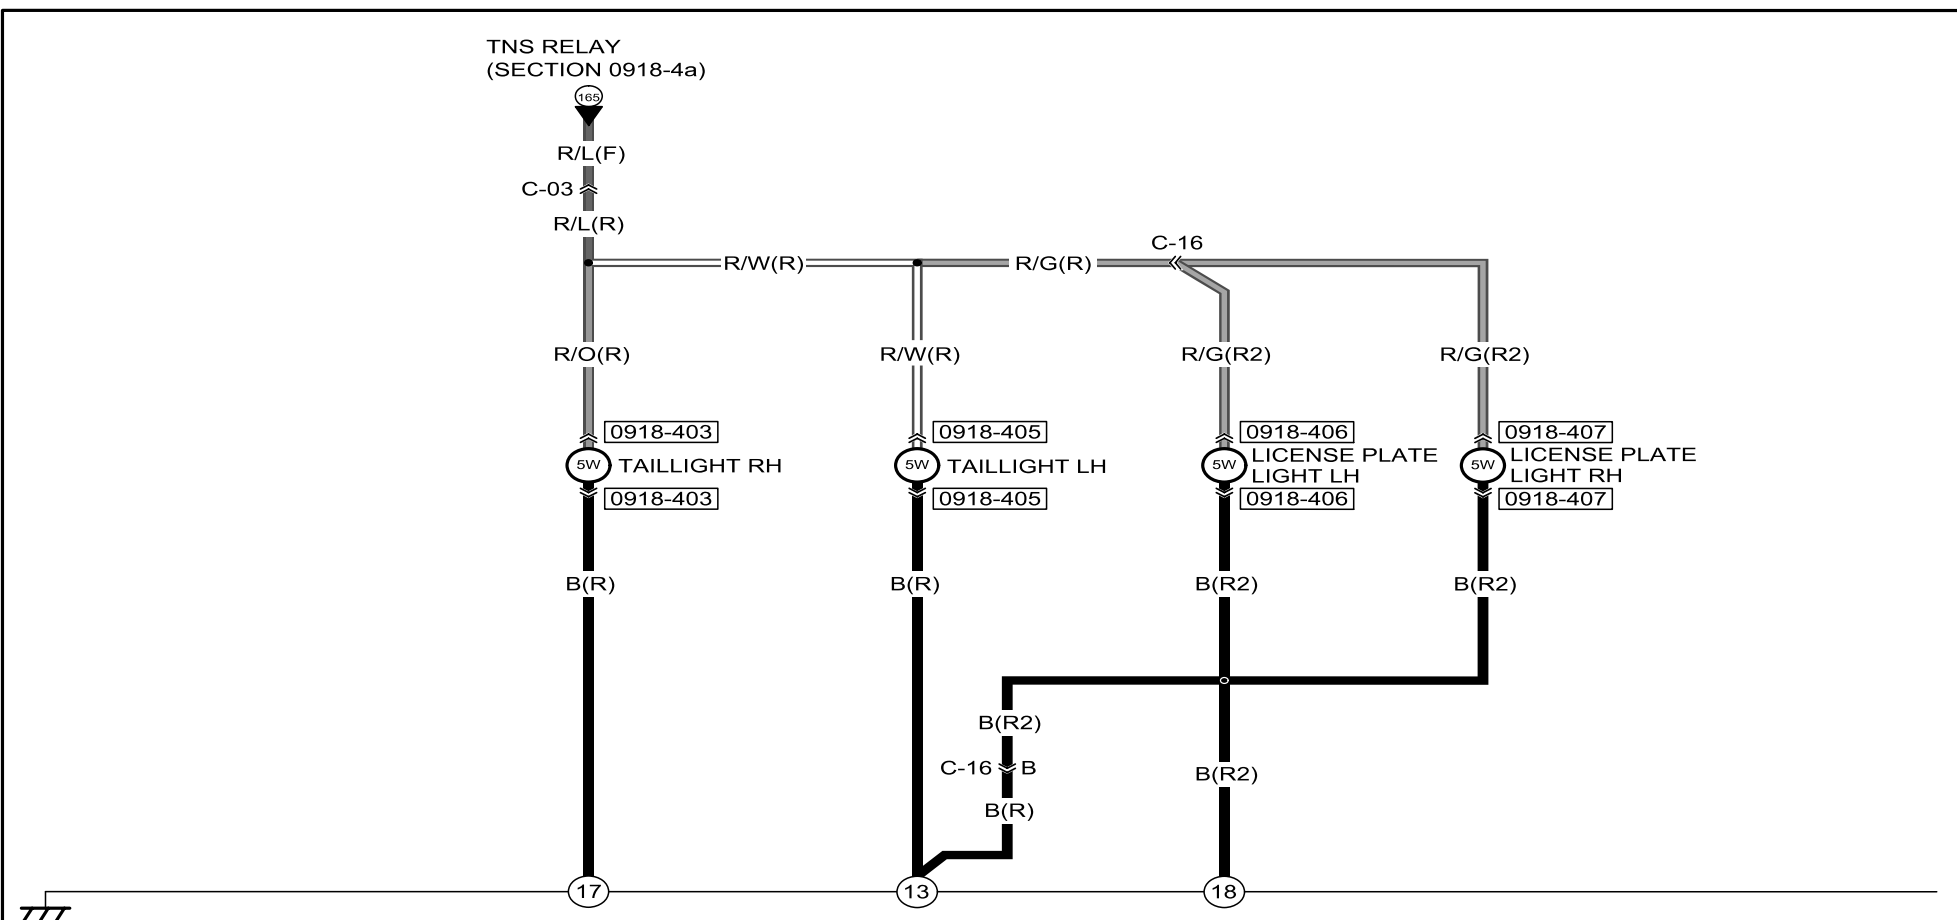 TNS RELAY
(SECTION 0918-4a)
165
R/L(F)
C-03
R/L(R)
C-16
R/W(R)
R/G(R)
R/O(R)
R/W(R)
R/G(R2)
R/G(R2)
0918-403
0918-405
0918-406
0918-407
5W
TAILLIGHT RH
5W
TAILLIGHT LH
5W
LICENSE PLATE
LIGHT LH
5W
LICENSE PLATE
LIGHT RH
0918-403
0918-405
0918-406
0918-407
B(R)
B(R)
B(R2)
B(R2)
B(R2)
C-16
B
B(R2)
B(R)
17
13
18